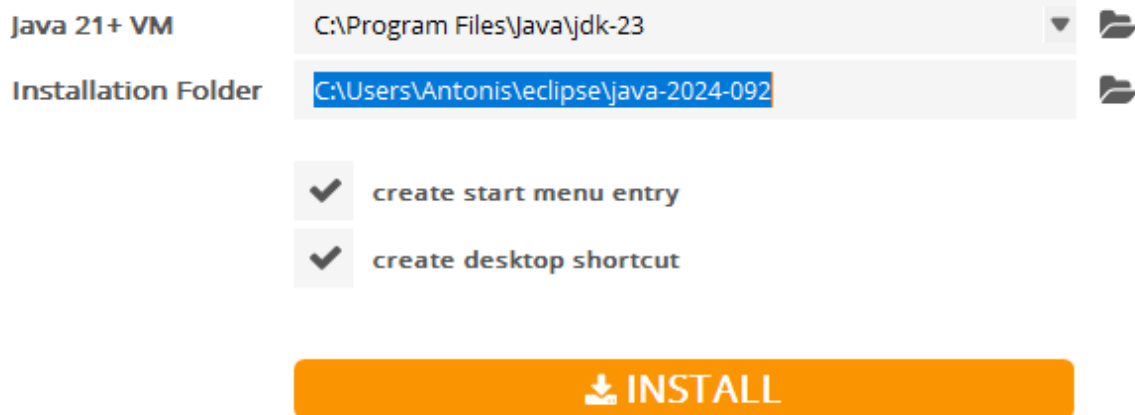 Java 21+ VM C:\Program Files\Java\jdk-23
Installation Folder C:\Users\Antonis\eclipse\java-2024-092
create start menu entry
create desktop shortcut
INSTALL